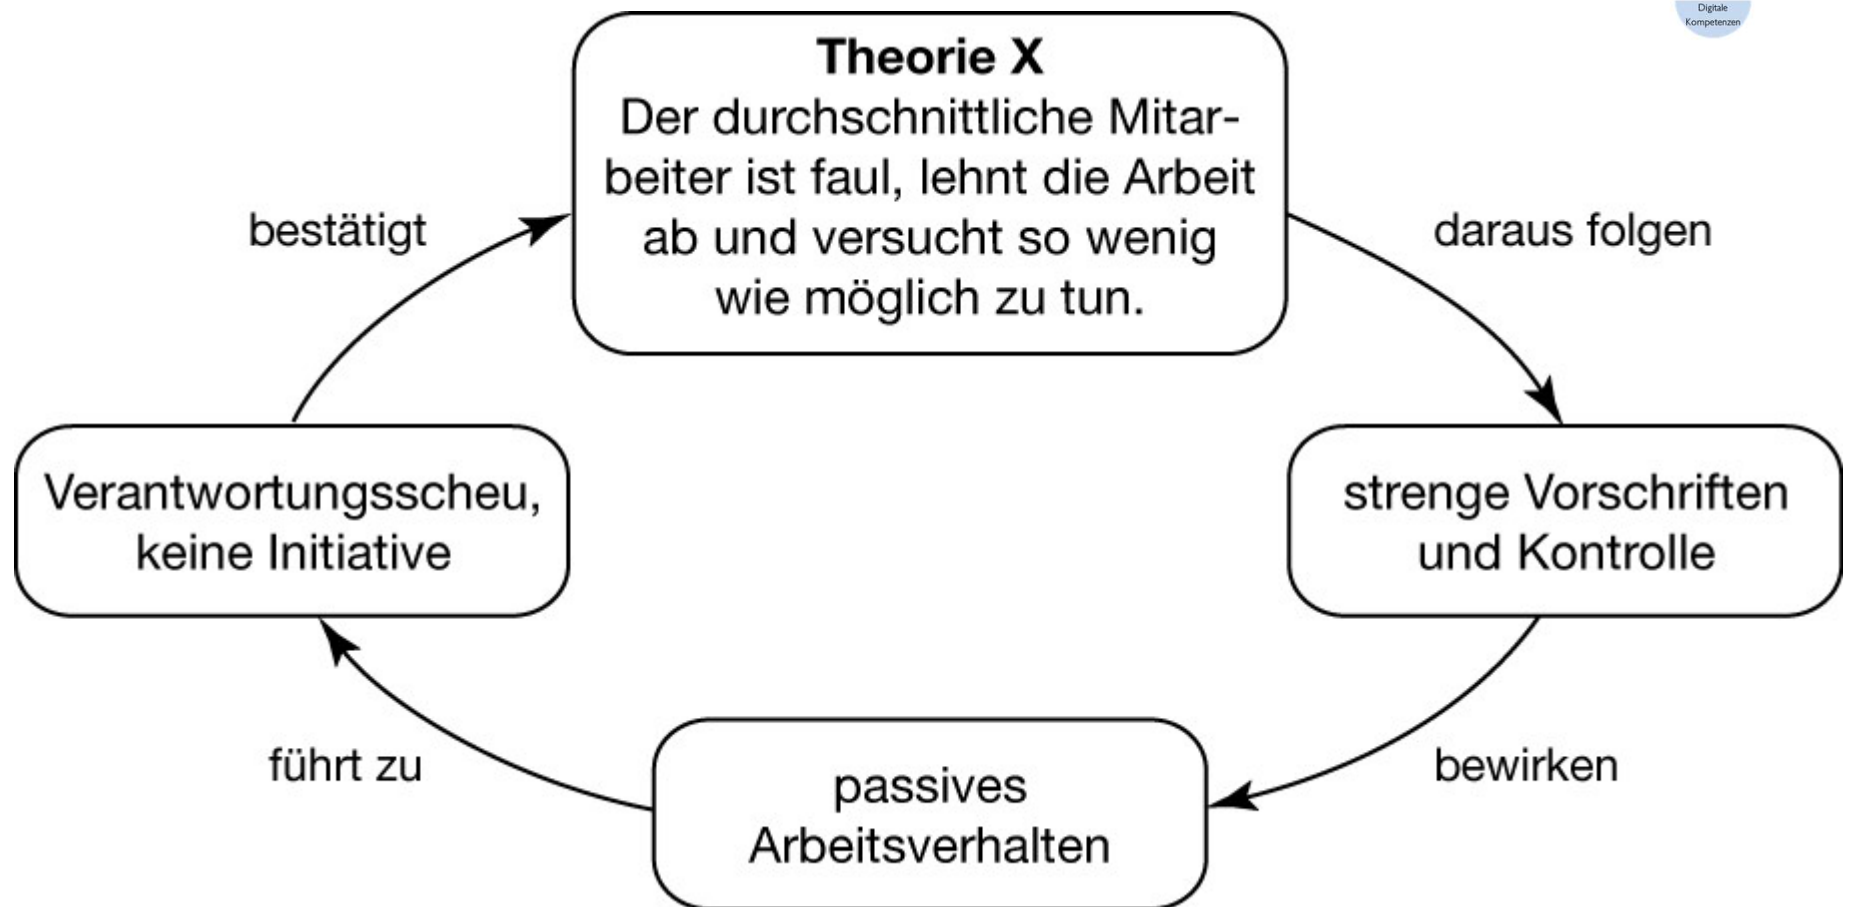 Digitale
Kompetenzen
Theorie X
Der durchschnittliche Mitar-
beiter ist faul, lehnt die Arbeit
ab und versucht so wenig
wie möglich zu tun.
bestätigt
daraus folgen
Verantwortungsscheu,
keine Initiative
strenge Vorschriften
und Kontrolle
führt zu
bewirken
passives
Arbeitsverhalten